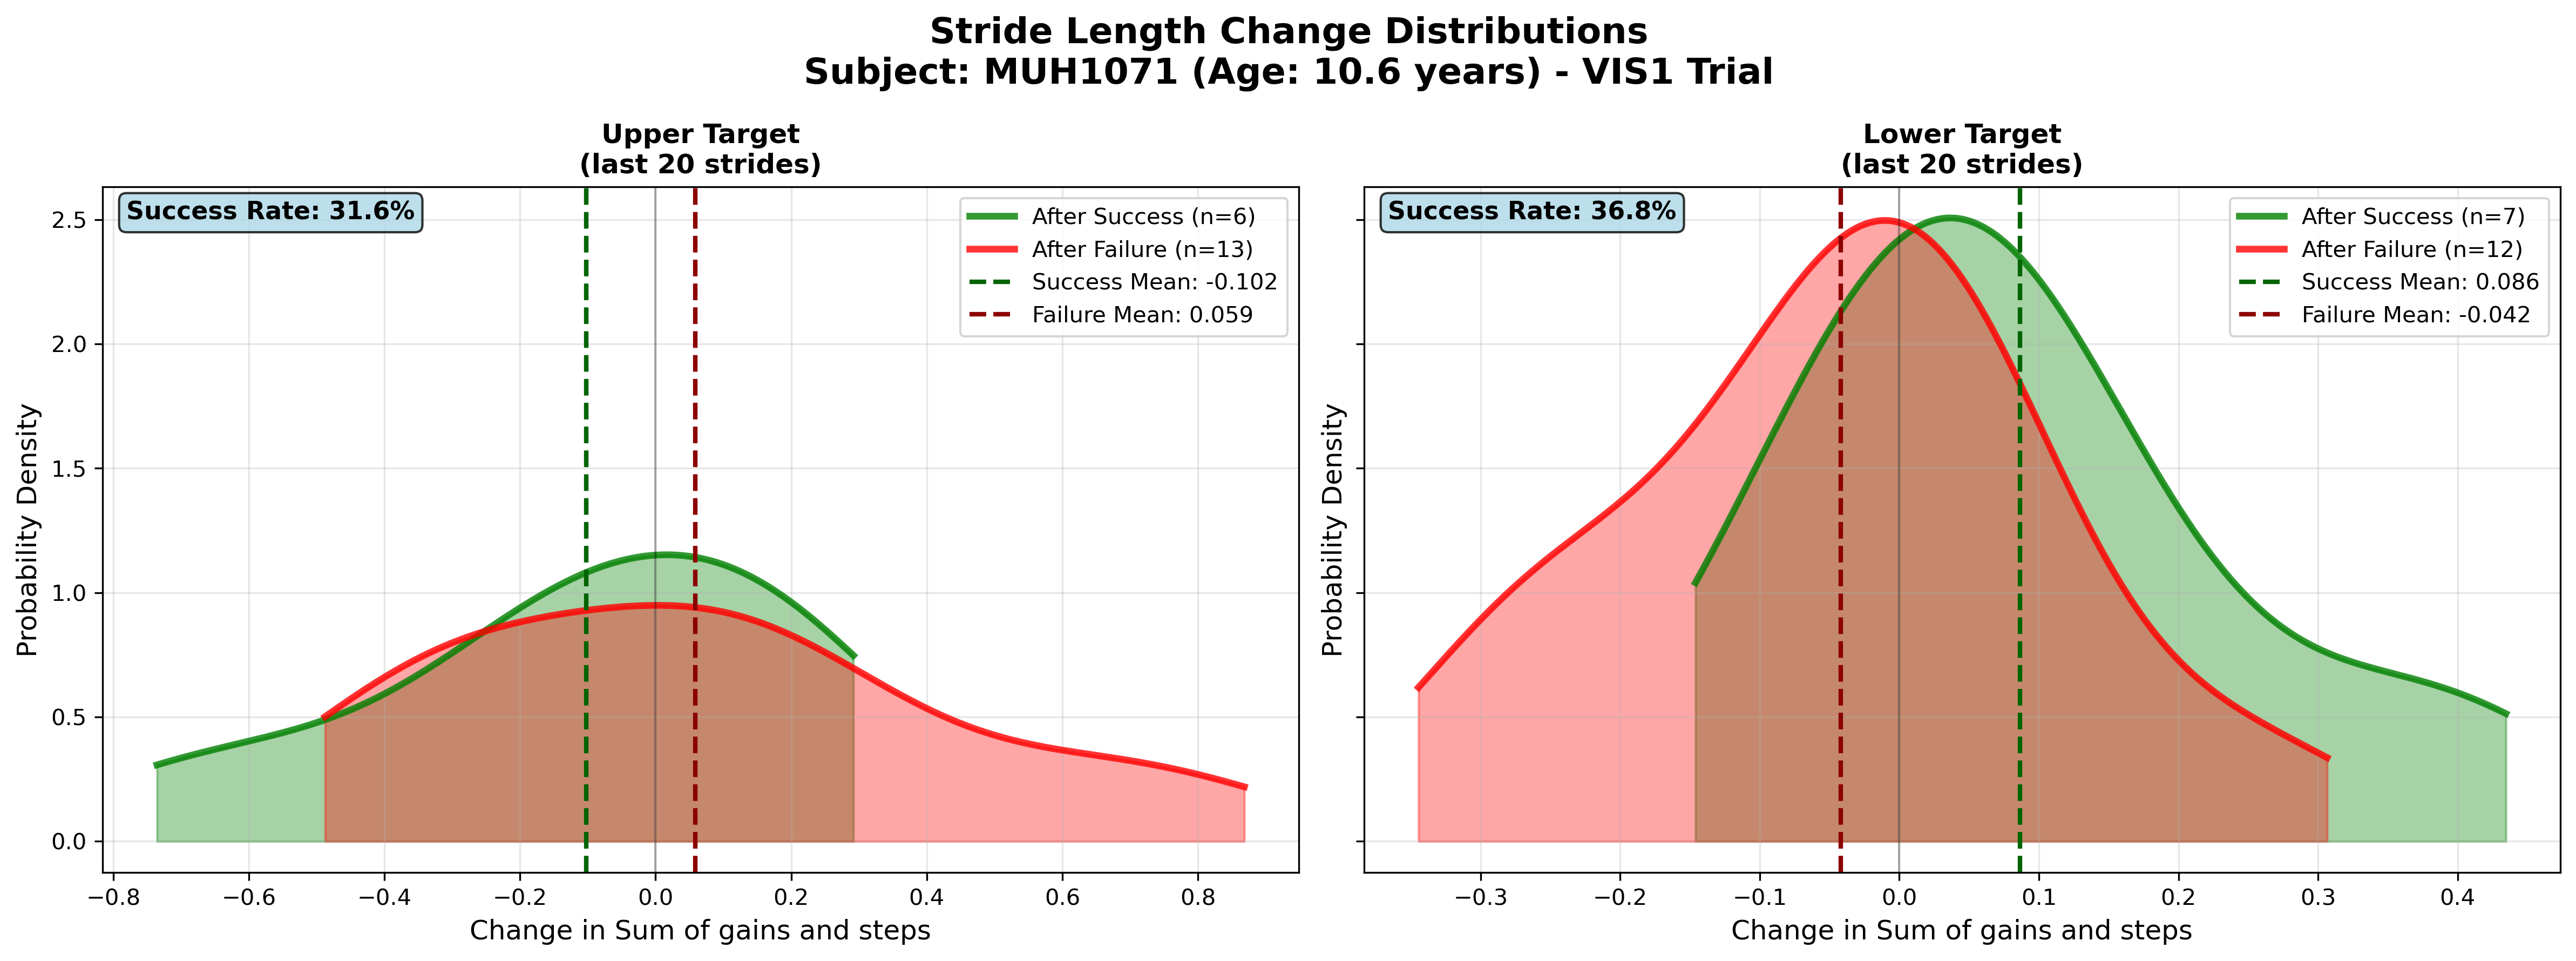 Stride Length Change Distributions
Subject: MUH1071 (Age: 10.6 years) - VIS1 Trial
Upper Target
(last 20 strides)
Success Rate: 31.6%
After Success (n=6)
After Failure (n=13)
Success Mean: -0.102
Failure Mean: 0.059
Probability Density
2.5
2.0
1.5
1.0
0.5
0.0
−0.8 −0.6 −0.4 −0.2 0.0 0.2 0.4 0.6 0.8
Change in Sum of gains and steps
Lower Target
(last 20 strides)
Success Rate: 36.8%
After Success (n=7)
After Failure (n=12)
Success Mean: 0.086
Failure Mean: -0.042
Probability Density
−0.3 −0.2 −0.1 0.0 0.1 0.2 0.3 0.4
Change in Sum of gains and steps